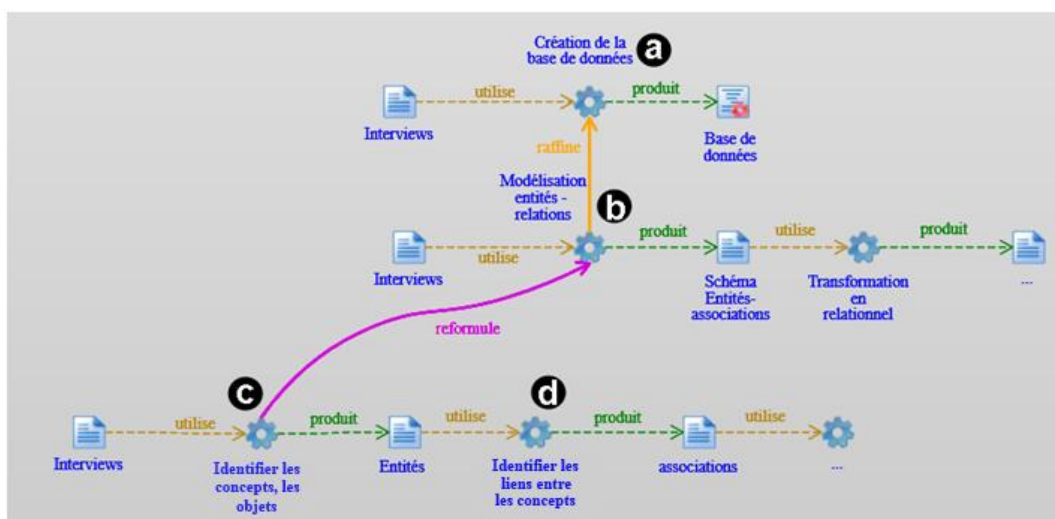 Création de la
base de données
a
utilise
produit
Interviews
Base de
données
raffine
Modélisation
entités -
relations
b
utilise
produit
utilise
produit
Interviews
Schéma
Entités-
associations
Transformation
en
relationnel
...
reformule
c
d
utilise
produit
utilise
produit
utilise
Interviews
Identifier les
concepts, les
objets
Entités
Identifier les
liens entre
les concepts
associations
...